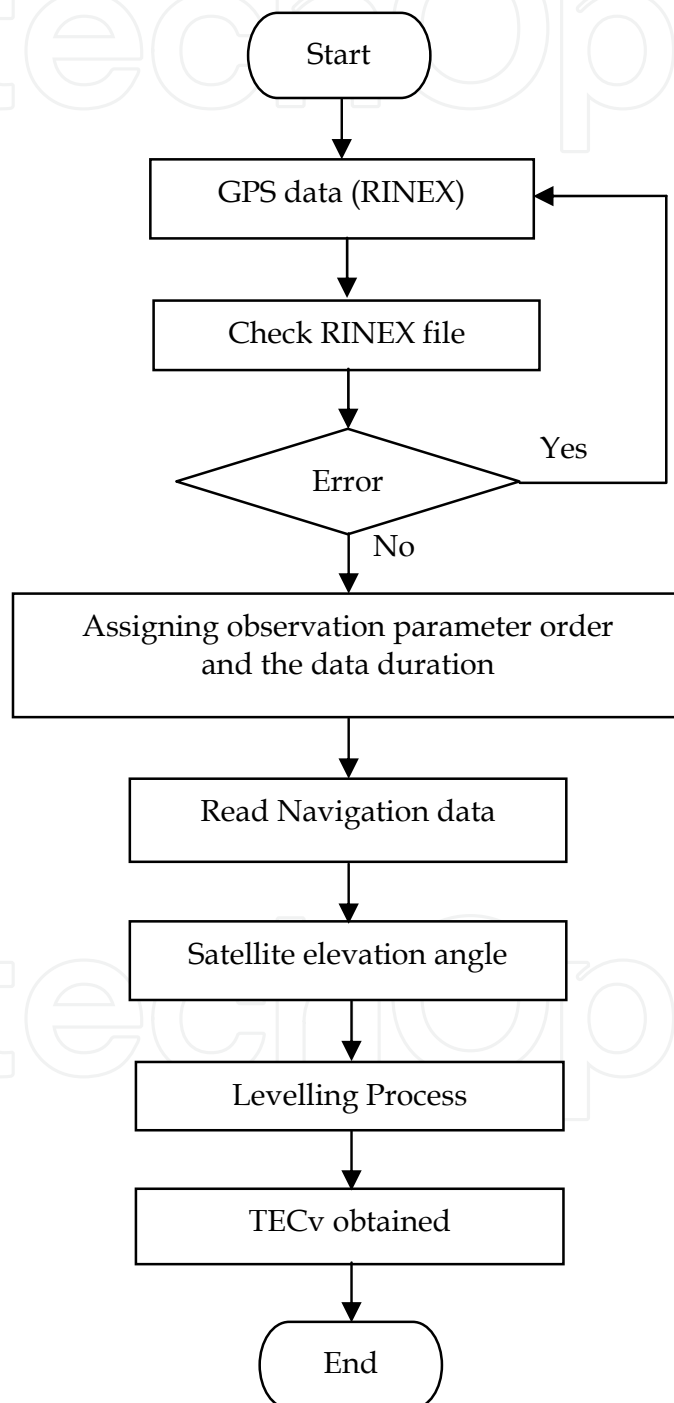 Start
GPS data (RINEX)
Check RINEX file
Error
Yes
No
Assigning observation parameter order
and the data duration
Read Navigation data
Satellite elevation angle
Levelling Process
TECv obtained
End